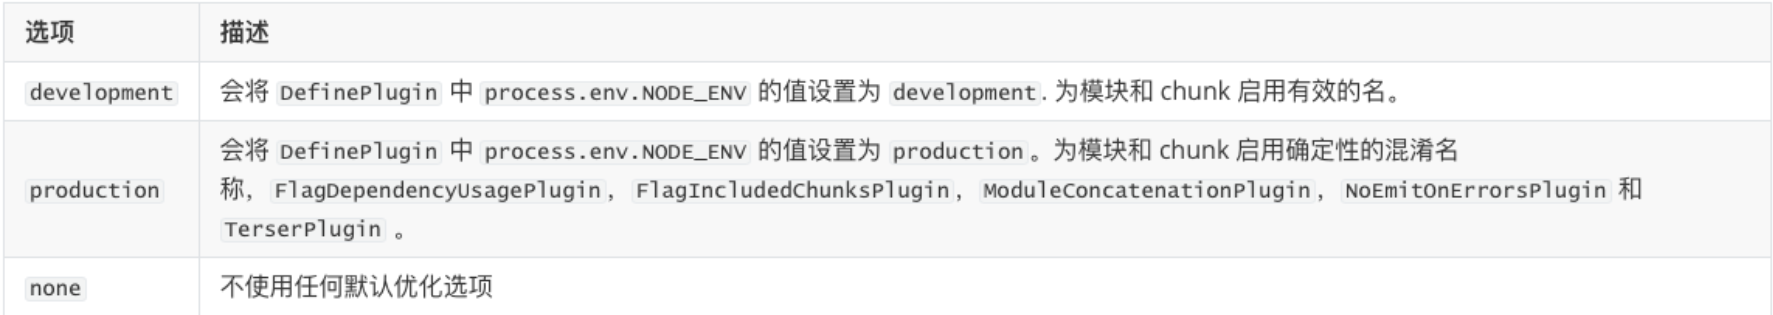 选项 描述
development 会将 DefinePlugin 中 process.env.NODE_ENV 的值设置为 development. 为模块和 chunk 启用有效的名。
会将 DefinePlugin 中 process.env.NODE_ENV 的值设置为 production。为模块和 chunk 启用确定性的混淆名
production 称，FlagDependencyUsagePlugin，FlagIncludedChunksPlugin，ModuleConcatenationPlugin，NoEmitOnErrorsPlugin 和
TerserPlugin 。
none 不使用任何默认优化选项